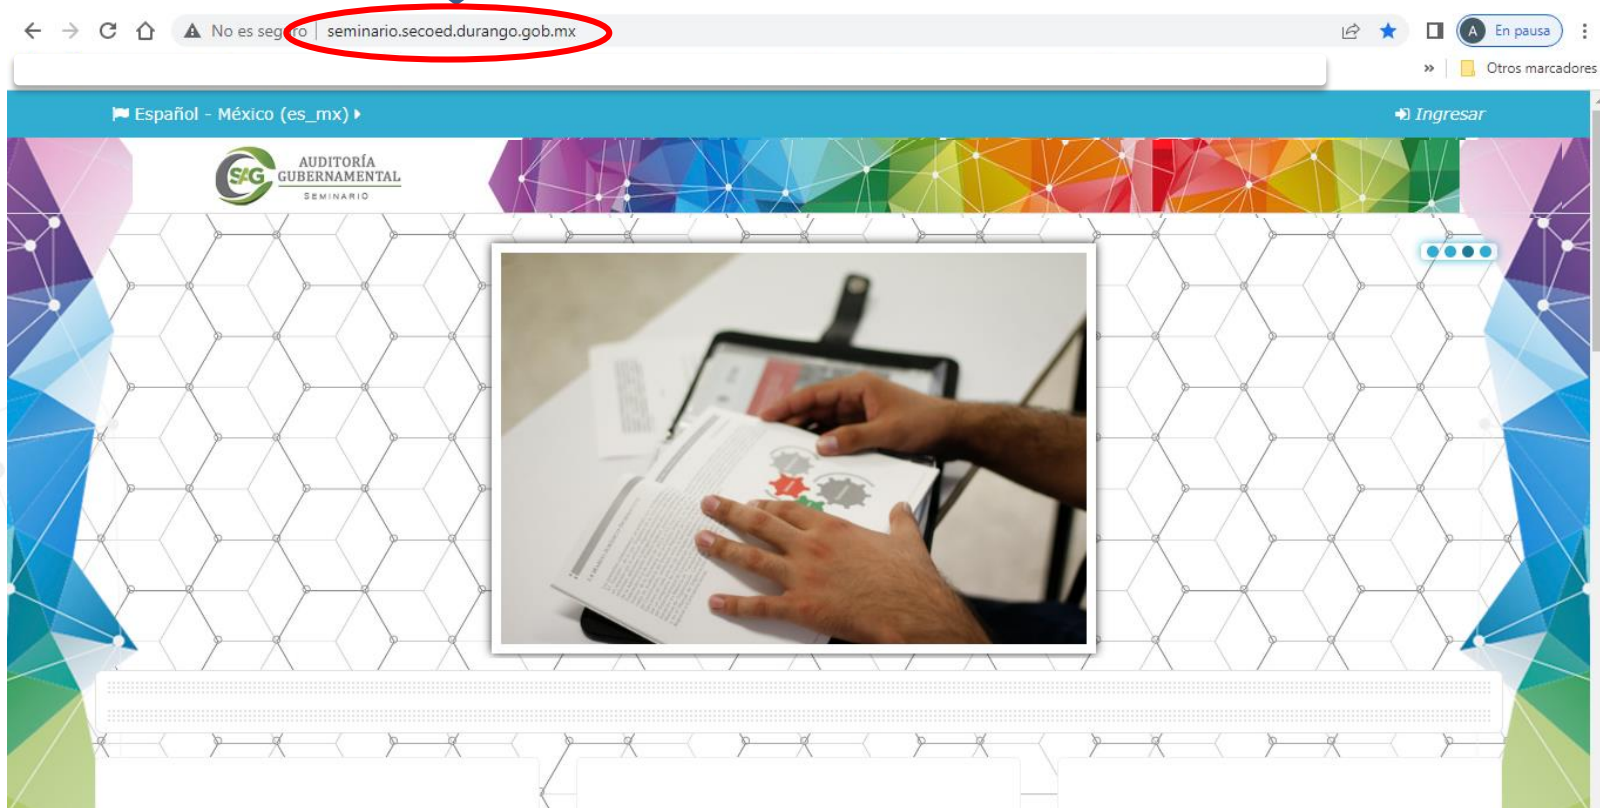 No es seguro | seminario.secoed.durango.gob.mx
A En pausa
» Otros marcadores
Español - México (es_mx)
Ingresar
SAG
AUDITORÍA
GUBERNAMENTAL
SEMINARIO